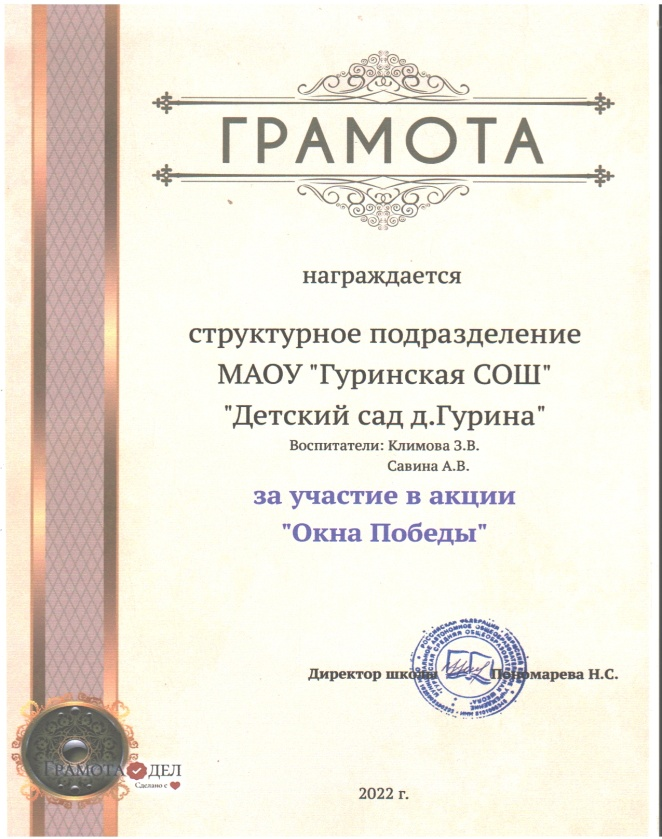 ГРАМОТА
награждается
структурное подразделение
МАОУ "Гуринская СОШ"
"Детский сад д.Гурина"
Воспитатели: Климова З.В.
Савина А.В.
за участие в акции
"Окна Победы"
Директор школы Пономарева Н.С.
ГРАМОТА ДЕЛ
Сделано с
2022 г.